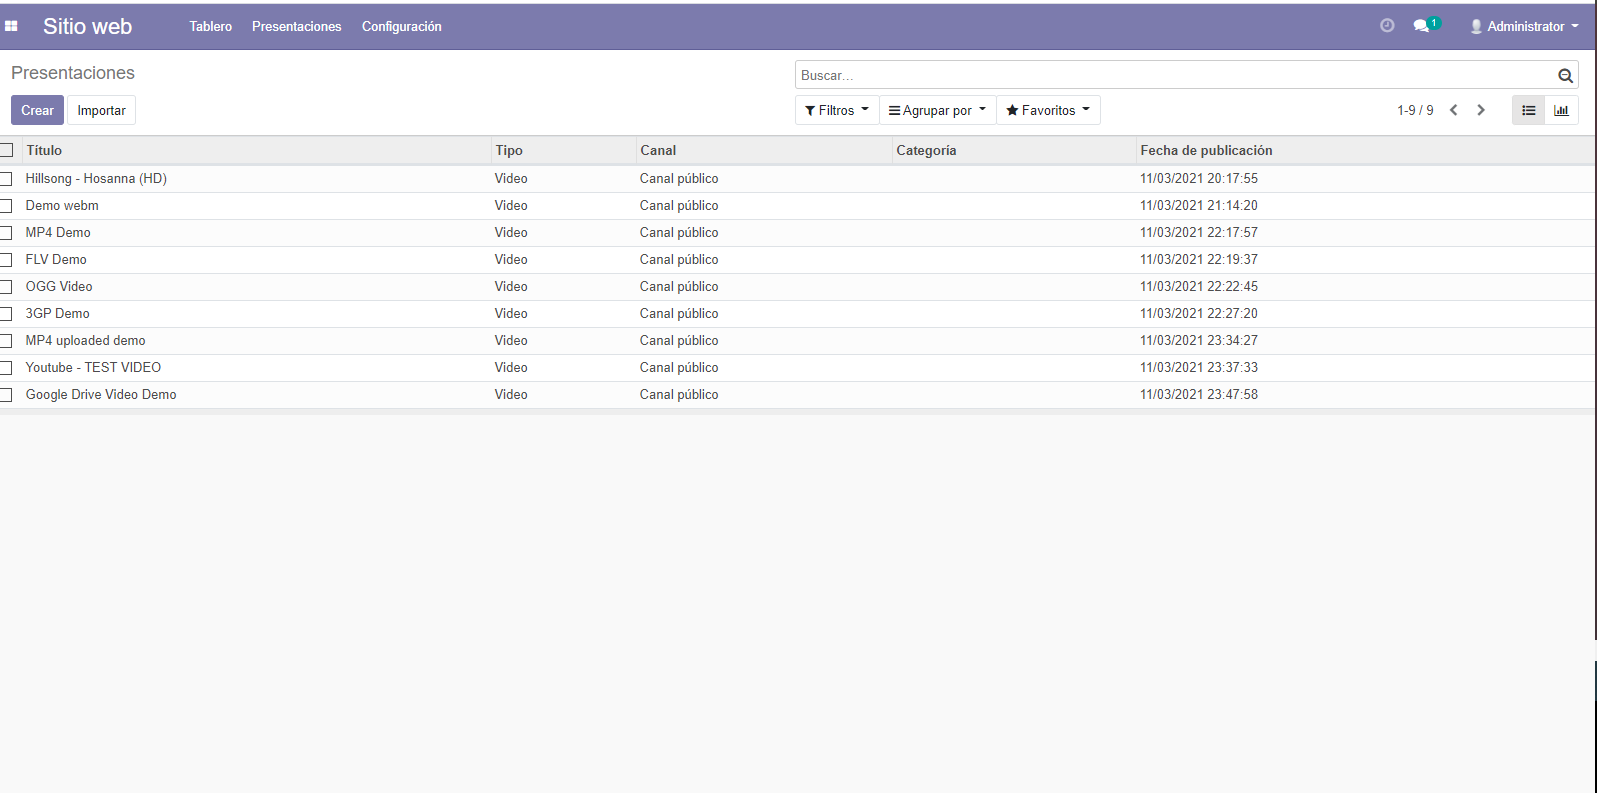 Sitio web Tablero Presentaciones Configuración 1 Administrator
Presentaciones
Buscar...
Crear Importar Filtros Agrupar por Favoritos 1-9 / 9
Título Tipo Canal Categoría Fecha de publicación
Hillsong - Hosanna (HD) Video Canal público 11/03/2021 20:17:55
Demo webm Video Canal público 11/03/2021 21:14:20
MP4 Demo Video Canal público 11/03/2021 22:17:57
FLV Demo Video Canal público 11/03/2021 22:19:37
OGG Video Video Canal público 11/03/2021 22:22:45
3GP Demo Video Canal público 11/03/2021 22:27:20
MP4 uploaded demo Video Canal público 11/03/2021 23:34:27
Youtube - TEST VIDEO Video Canal público 11/03/2021 23:37:33
Google Drive Video Demo Video Canal público 11/03/2021 23:47:58